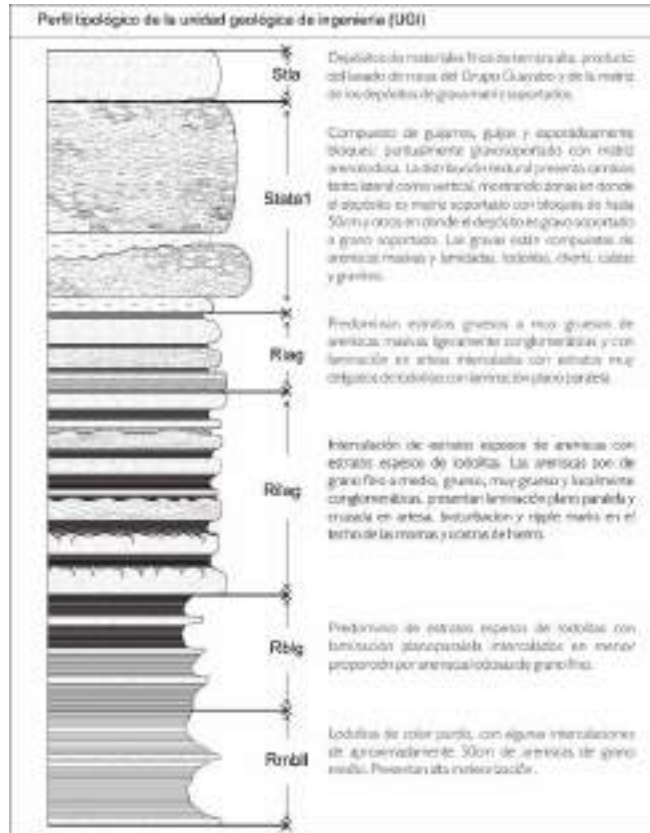 Perfil tipológico de la unidad geológica de ingeniería (UGI)
Stla
Depósitos de materiales finos de terraza alta, producto
del lavado de rocas del Grupo Guayabo y de la matriz
de los depósitos de grava matriz soportados.
Stata1
Compuesto de guijarros, guijos y esporádicamente
bloques; puntualmente gravosoportado con matriz
arenolodosa. La distribución textural presenta cambios
tanto lateral como vertical, mostrando zonas en donde
el depósito es matriz soportado con bloques de hasta
50cm y otros en donde el depósito es gravo soportado
a grano soportado. Las gravas están compuestas de
areniscas masivas y laminadas, lodolitas, cherts, calizas
y granitos.
Riag
Predominan estratos gruesos a muy gruesos de
areniscas masivas ligeramente conglomeráticas y con
laminación en artesa intercaladas con estratos muy
delgados de lodolitas con laminación plano paralela.
Rilag
Intercalación de estratos espesos de areniscas con
estratos espesos de lodolitas. Las areniscas son de
grano fino a medio, grueso, muy grueso y localmente
conglomeráticas, presentan laminación plano paralela y
cruzada en artesa, bioturbacion y ripple marks en el
techo de las mismas y costras de hierro.
Rblg
Predominio de estratos espesos de lodolitas con
laminación planoparalela intercalados en menor
proporción por areniscas lodosas de grano fino.
Rmbll
Lodolitas de color pardo, con algunas intercalaciones
de aproximadamente 30cm de areniscas de grano
medio. Presentan alta meteorización.